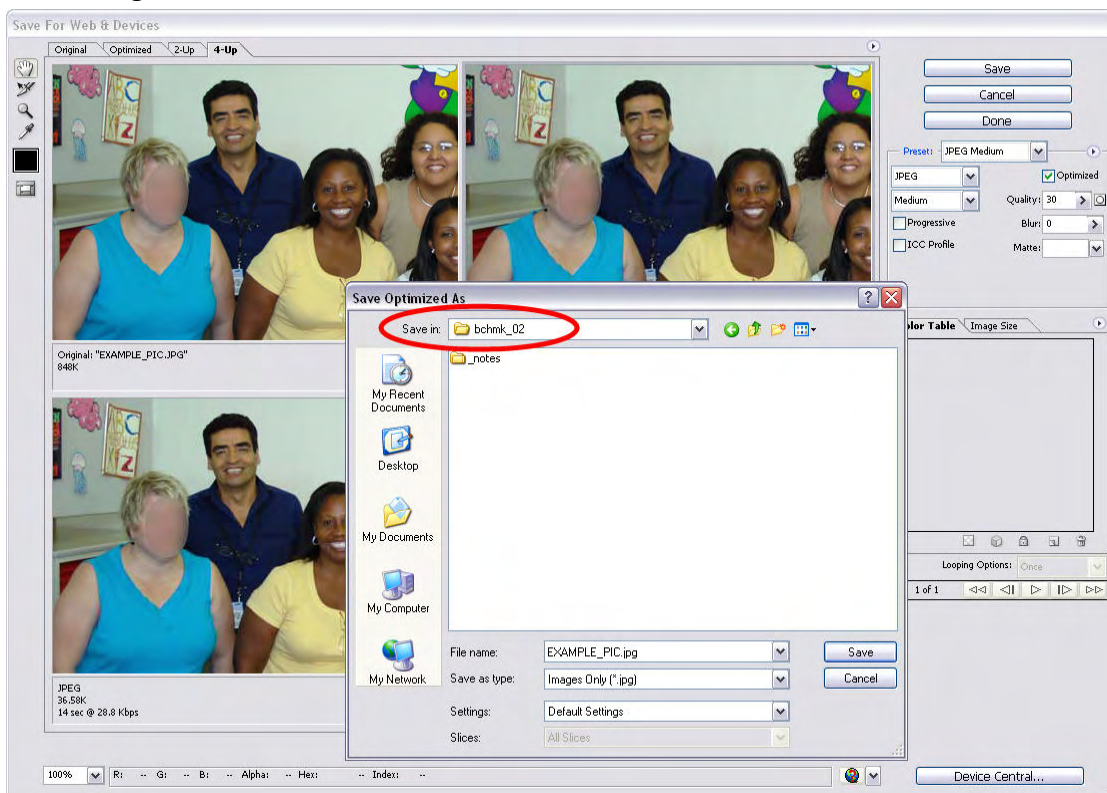 Save For Web & Devices
Original Optimized 2-Up 4-Up
Save
Cancel
Done
Preset: JPEG Medium
JPEG
Optimized
Medium
Quality: 30
Progressive
Blur: 0
ICC Profile
Matte:
Original: "EXAMPLE_PIC.JPG"
848K
JPEG
36.58K
14 sec @ 28.8 Kbps
Save Optimized As
Save in: bchmk_02
_notes
My Recent
Documents
Desktop
My Documents
My Computer
My Network
File name: EXAMPLE_PIC.jpg
Save
Save as type: Images Only (*.jpg)
Cancel
Settings: Default Settings
Slices: All Slices
lor Table Image Size
Looping Options: Once
1 of 1
100% R: -- G: -- B: -- Alpha: -- Hex: -- Index: --
Device Central...